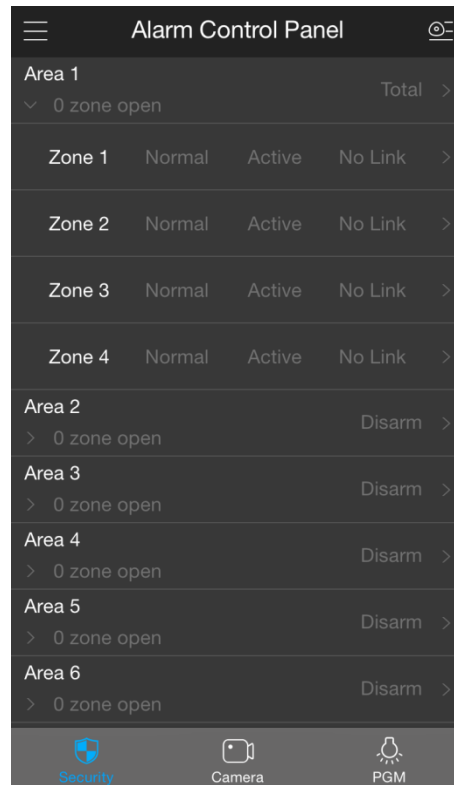 Alarm Control Panel
Area 1
Total
0 zone open
Zone 1 Normal Active No Link
Zone 2 Normal Active No Link
Zone 3 Normal Active No Link
Zone 4 Normal Active No Link
Area 2
Disarm
0 zone open
Area 3
Disarm
0 zone open
Area 4
Disarm
0 zone open
Area 5
Disarm
0 zone open
Area 6
Disarm
0 zone open
Security Camera PGM